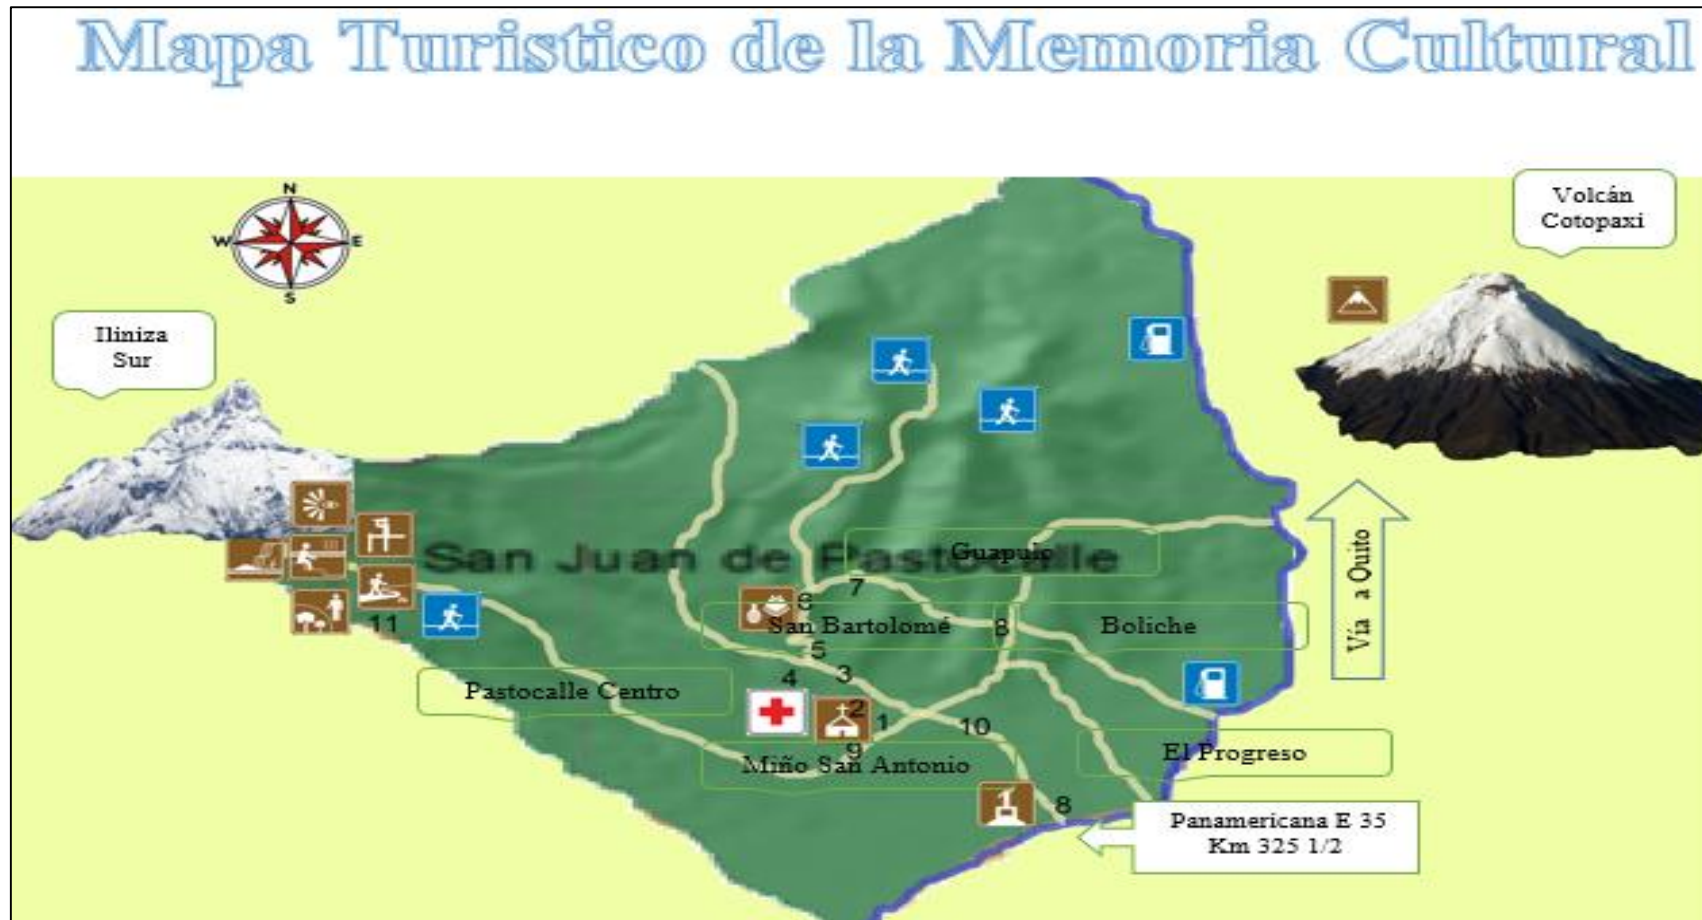 Mapa Turistico de la Memoria Cultural
Volcán
Cotopaxi
N
W E
S
Iliniza
Sur
San Juan de Pastocalle
Guapulo
7
6
San Bartolomé
8
Boliche
11
5
3
4
Pastocalle Centro
2
1
10
9
Miño San Antonio
El Progreso
8
Panamericana E 35
Km 325 1/2
Vía a Quito